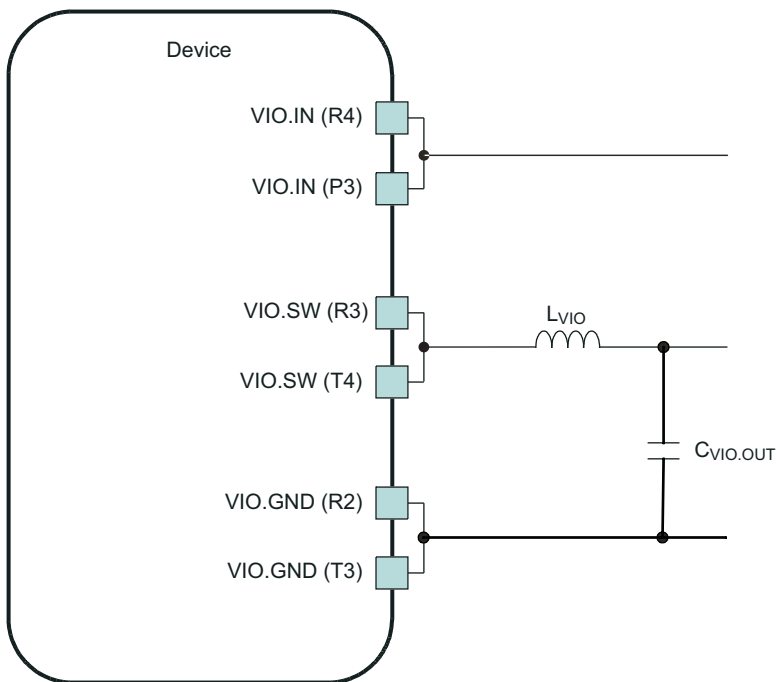 Device
VIO.IN (R4)
VIO.IN (P3)
VIO.SW (R3)
LVIO
VIO.SW (T4)
CVIO.OUT
VIO.GND (R2)
VIO.GND (T3)